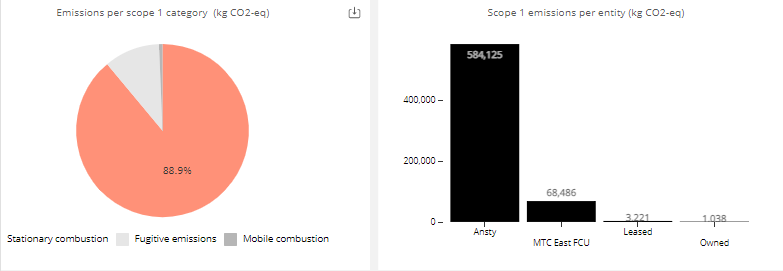 Emissions per scope 1 category (kg CO2-eq)
88.9%
Stationary combustion Fugitive emissions Mobile combustion
Scope 1 emissions per entity (kg CO2-eq)
584,125
400,000
200,000
68,486
3,221
1,038
0
Ansty
MTC East FCU
Leased
Owned